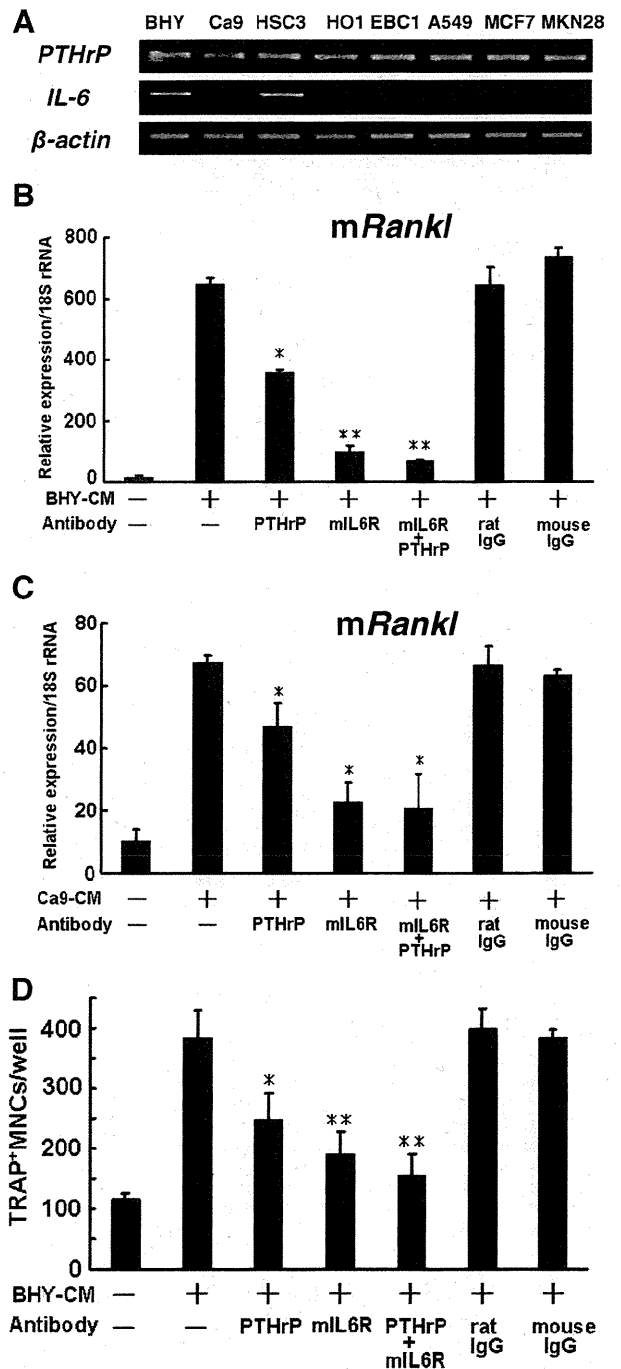 A
BHY Ca9 HSC3 HO1 EBC1 A549 MCF7 MKN28
PTHrP
IL-6
β-actin
B
mRankl
Relative expression/18S rRNA
800
600
400
200
0
* ** **
BHY-CM — + + + + + +
Antibody — PTHrP mIL6R mIL6R + PTHrP rat IgG mouse IgG
C
mRankl
Relative expression/18S rRNA
80
60
40
20
0
* * *
Ca9-CM — + + + + + +
Antibody — PTHrP mIL6R mIL6R + PTHrP rat IgG mouse IgG
D
TRAP+MNCs/well
400
300
200
100
0
* ** **
BHY-CM — + + + + + +
Antibody — — PTHrP mIL6R PTHrP + mIL6R rat IgG mouse IgG